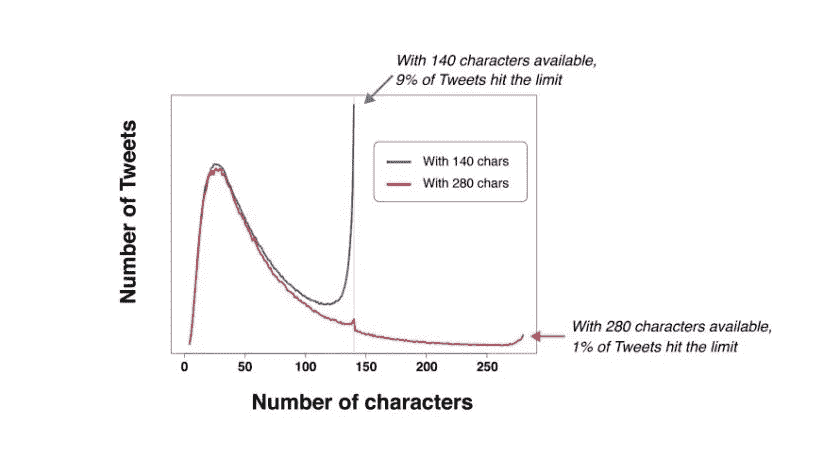 With 140 characters available,
9% of Tweets hit the limit
Number of Tweets
With 140 chars
With 280 chars
With 280 characters available,
1% of Tweets hit the limit
0 50 100 150 200 250
Number of characters